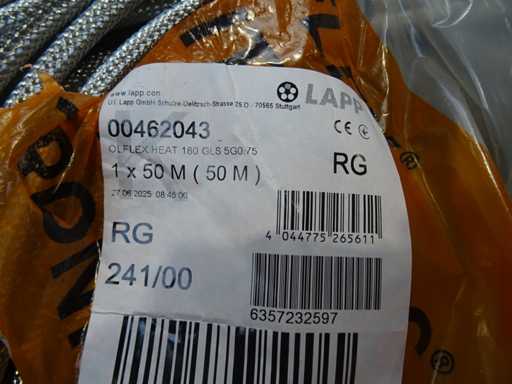 www.lapp.com
U.I. Lapp GmbH Schulze-Delitzsch-Strasse 25 D - 70565 Stuttgart
LAPP
00462043
ÖLFLEX HEAT 180 GLS 5G0,75
CE
1 x 50 M ( 50 M )
RG
27.06.2025 08:45:00
4 044775 265611
RG
241/00
6357232597